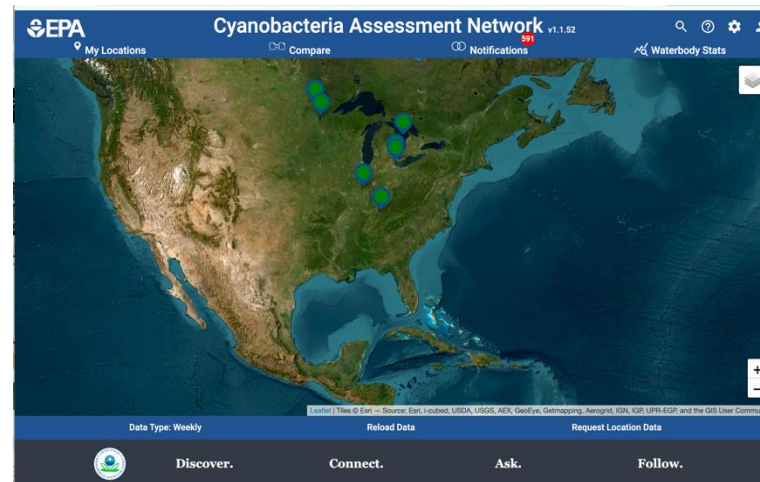 EPA
Cyanobacteria Assessment Network v1.1.52
My Locations
Compare
Notifications 591
Waterbody Stats
+
−
Leaflet | Tiles © Esri — Source: Esri, i-cubed, USDA, USGS, AEX, GeoEye, Getmapping, Aerogrid, IGN, IGP, UPR-EGP, and the GIS User Commu
Data Type: Weekly
Reload Data
Request Location Data
Discover.
Connect.
Ask.
Follow.